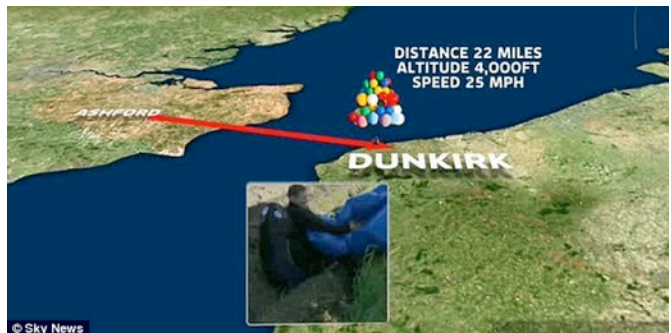 DISTANCE 22 MILES
ALTITUDE 4,000FT
SPEED 25 MPH
ASHFORD
DUNKIRK
© Sky News